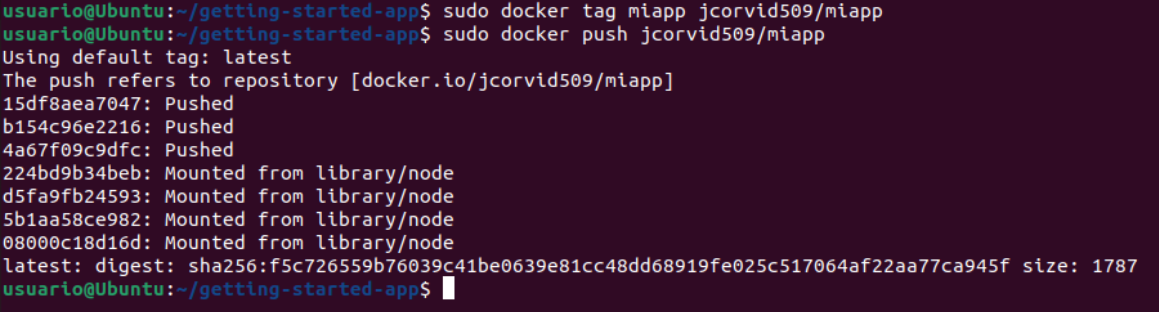 usuario@Ubuntu:~/getting-started-app$ sudo docker tag miapp jcorvid509/miapp
usuario@Ubuntu:~/getting-started-app$ sudo docker push jcorvid509/miapp
Using default tag: latest
The push refers to repository [docker.io/jcorvid509/miapp]
15df8aea7047: Pushed
b154c96e2216: Pushed
4a67f09c9dfc: Pushed
224bd9b34beb: Mounted from library/node
d5fa9fb24593: Mounted from library/node
5b1aa58ce982: Mounted from library/node
08000c18d16d: Mounted from library/node
latest: digest: sha256:f5c726559b76039c41be0639e81cc48dd68919fe025c517064af22aa77ca945f size: 1787
usuario@Ubuntu:~/getting-started-app$